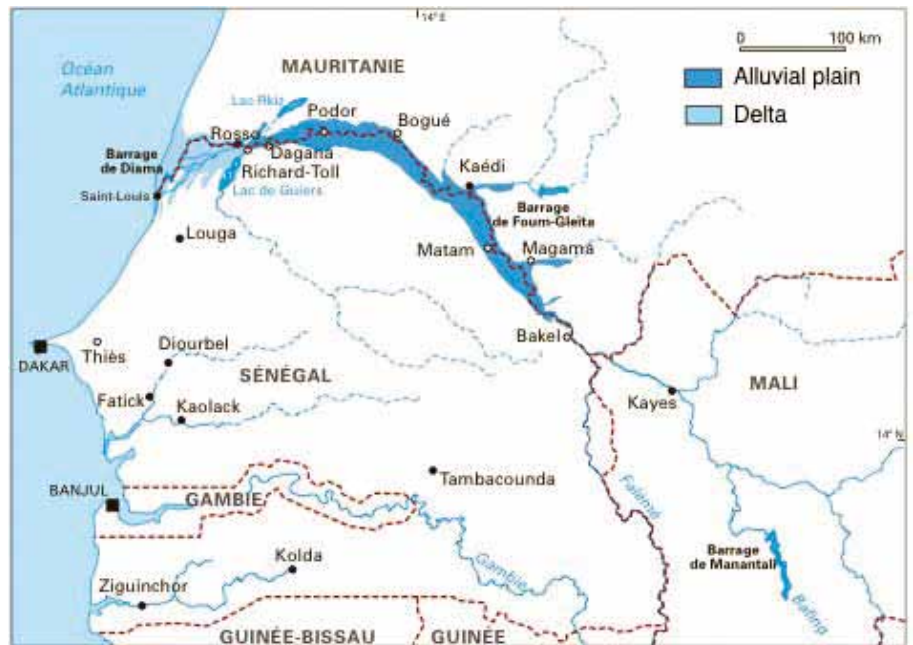 14°E
0 100 km
Océan
Atlantique
MAURITANIE
Alluvial plain
Delta
Lac Rkiz
Podor
Bogué
Rosso
Dagana
Barrage
de Diama
Richard-Toll
Kaédi
Saint-Louis
Lac de Guiers
Barrage
de Foum-Gleita
Louga
Matam
Magama
Bakel
Thiès
DAKAR
Diourbel
SÉNÉGAL
MALI
Fatick
Kaolack
Kayes
14°N
Tambacounda
BANJUL
GAMBIE
Falémé
Gambie
Kolda
Barrage
de Manantali
Ziguinchor
Bafing
GUINÉE-BISSAU
GUINÉE